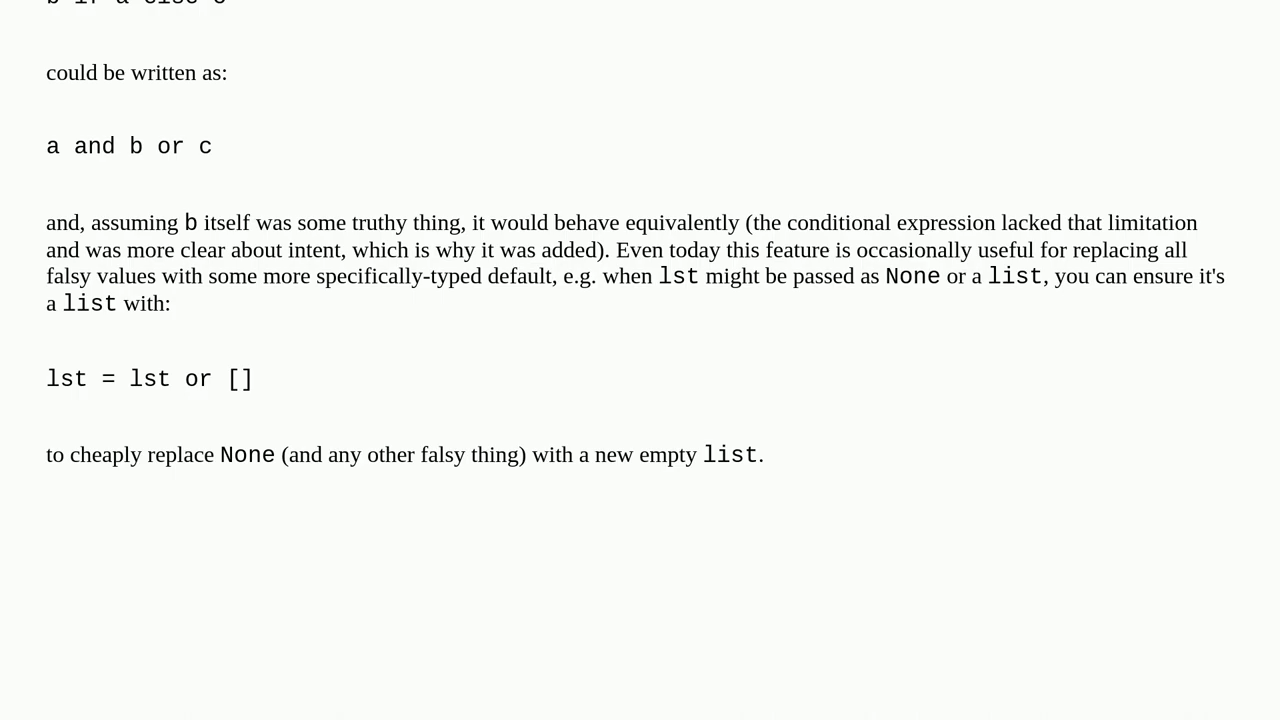 b if a else c
could be written as:
a and b or c
and, assuming b itself was some truthy thing, it would behave equivalently (the conditional expression lacked that limitation
and was more clear about intent, which is why it was added). Even today this feature is occasionally useful for replacing all
falsy values with some more specifically-typed default, e.g. when lst might be passed as None or a list, you can ensure it's
a list with:
lst = lst or []
to cheaply replace None (and any other falsy thing) with a new empty list.